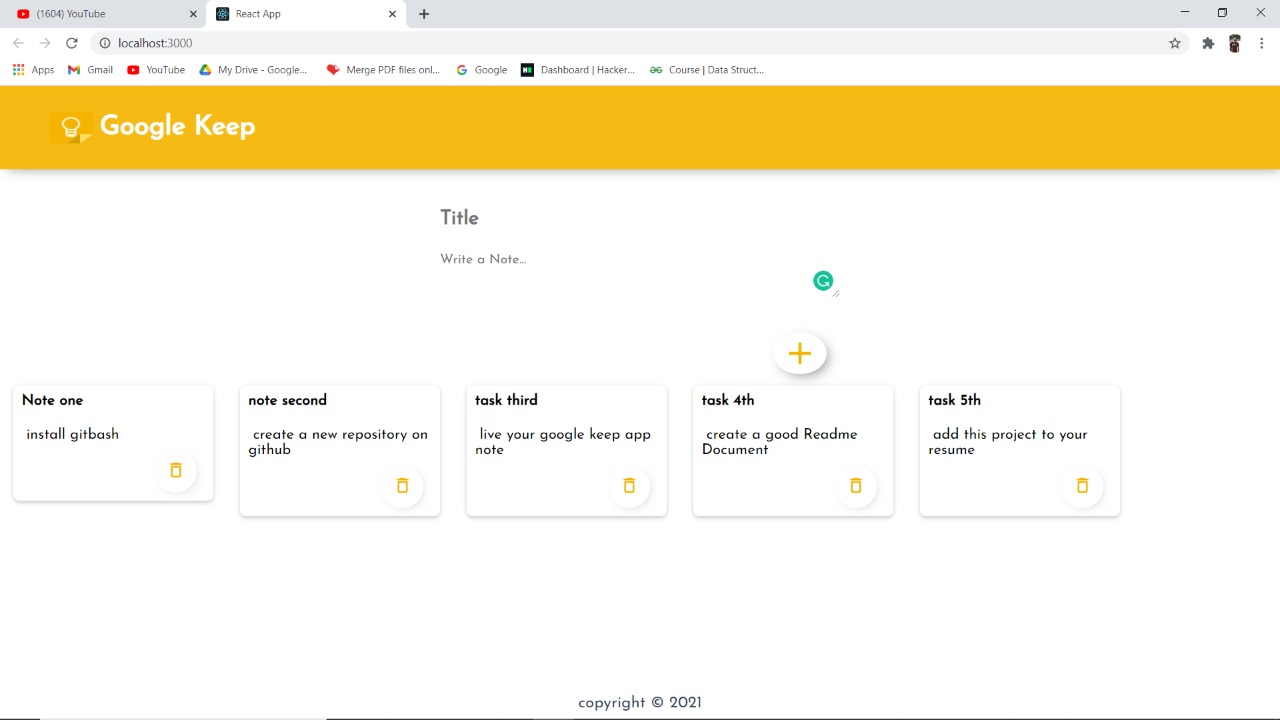 (1604) YouTube
React App
localhost:3000
Apps
Gmail
YouTube
My Drive - Google...
Merge PDF files onl...
Google
Dashboard | Hacker...
Course | Data Struct...
Google Keep
Title
Write a Note...
Note one
install gitbash
note second
create a new repository on
github
task third
live your google keep app
note
task 4th
create a good Readme
Document
task 5th
add this project to your
resume
copyright © 2021